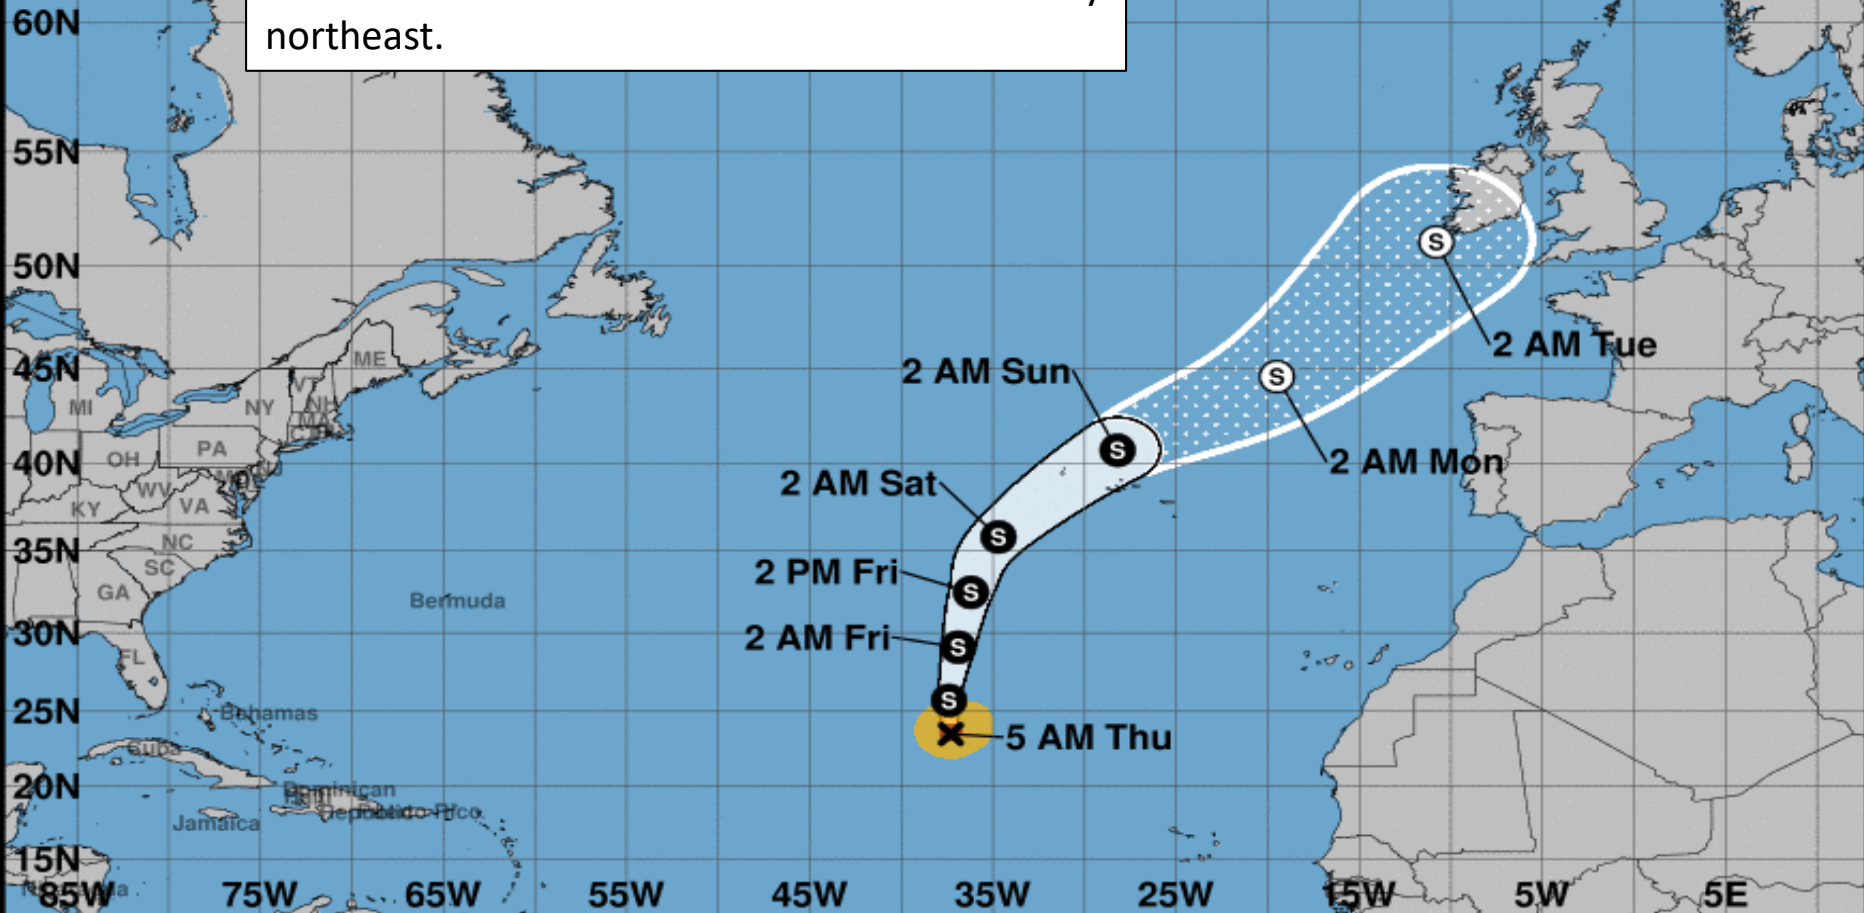 northeast.
60N
55N
50N
45N
40N
35N
30N
25N
20N
15N
85W
75W
65W
55W
45W
35W
25W
15W
5W
5E
2 AM Tue
2 AM Mon
2 AM Sun
2 AM Sat
2 PM Fri
2 AM Fri
5 AM Thu
S
S
S
S
S
S
S
ME
VT
NH
MA
NY
MI
PA
OH
NJ
WV
VA
KY
NC
SC
GA
FL
Bermuda
Bahamas
Cuba
Dominican
Jamaica
Rico